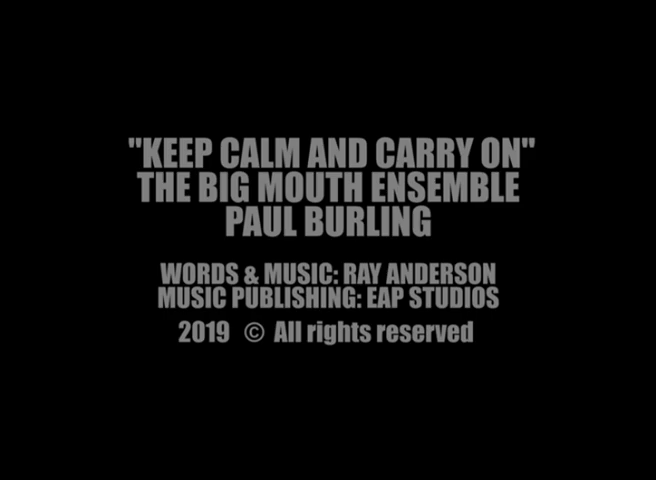 "KEEP CALM AND CARRY ON"
THE BIG MOUTH ENSEMBLE
PAUL BURLING
WORDS & MUSIC: RAY ANDERSON
MUSIC PUBLISHING: EAP STUDIOS
2019 © All rights reserved